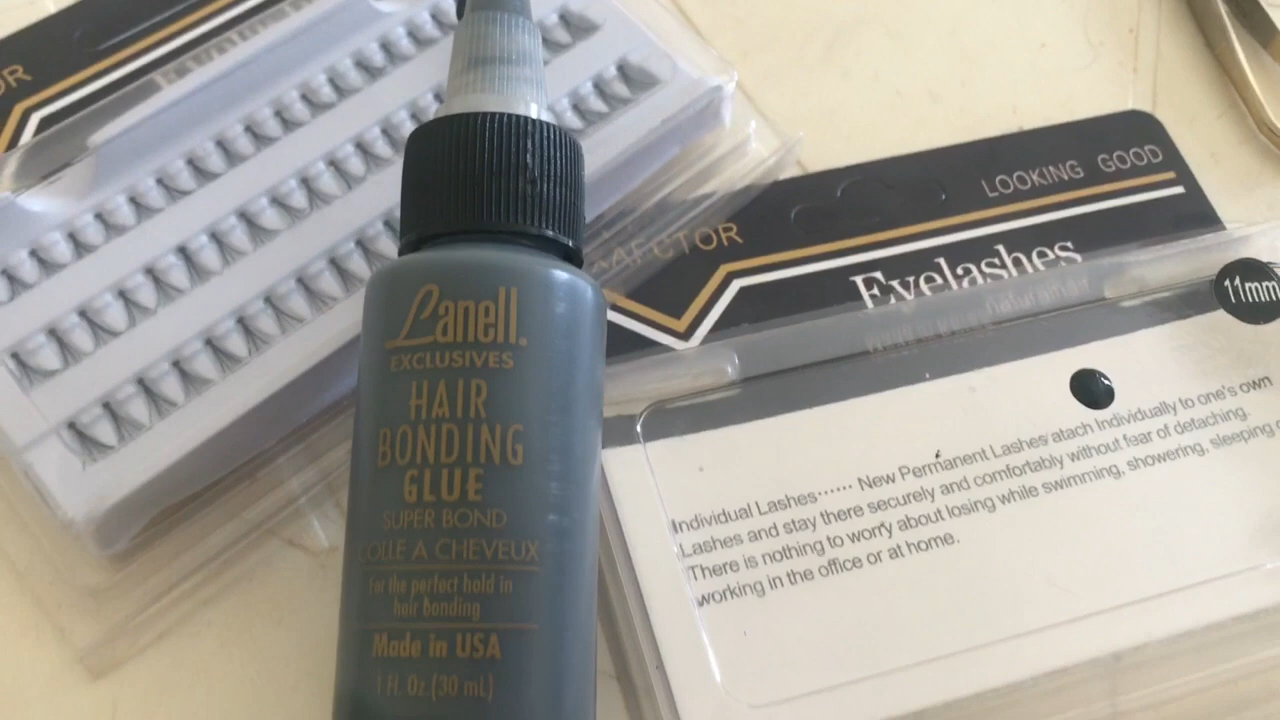 Lanell.
EXCLUSIVES
HAIR
BONDING
GLUE
SUPER BOND
COLLE A CHEVEUX
For the perfect hold in
hair bonding
Made in USA
1 fl. Oz.(30 mL)
LOOKING GOOD
Eyelashes
11mm
Individual Lashes······ New Permanent Lashes atach Individually to one's own
Lashes and stay there securely and comfortably without fear of detaching.
There is nothing to worry about losing while swimming, showering, sleeping
working in the office or at home.